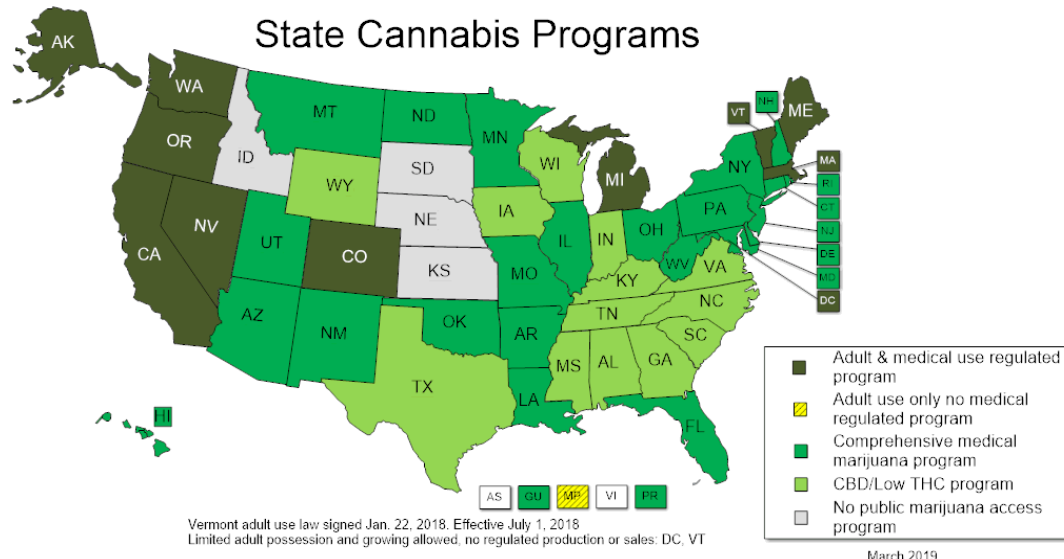 State Cannabis Programs
AK
WA
OR
CA
NV
ID
MT
WY
UT
AZ
CO
NM
ND
SD
NE
KS
OK
TX
MN
IA
MO
AR
LA
WI
IL
MI
IN
OH
KY
TN
MS
AL
GA
FL
SC
NC
VA
WV
PA
NY
VT
NH
ME
MA
RI
CT
NJ
DE
MD
DC
HI
AS
GU
MP
VI
PR
Adult & medical use regulated
program
Adult use only no medical
regulated program
Comprehensive medical
marijuana program
CBD/Low THC program
No public marijuana access
program
Vermont adult use law signed Jan. 22, 2018. Effective July 1, 2018
Limited adult possession and growing allowed, no regulated production or sales: DC, VT
March 2019